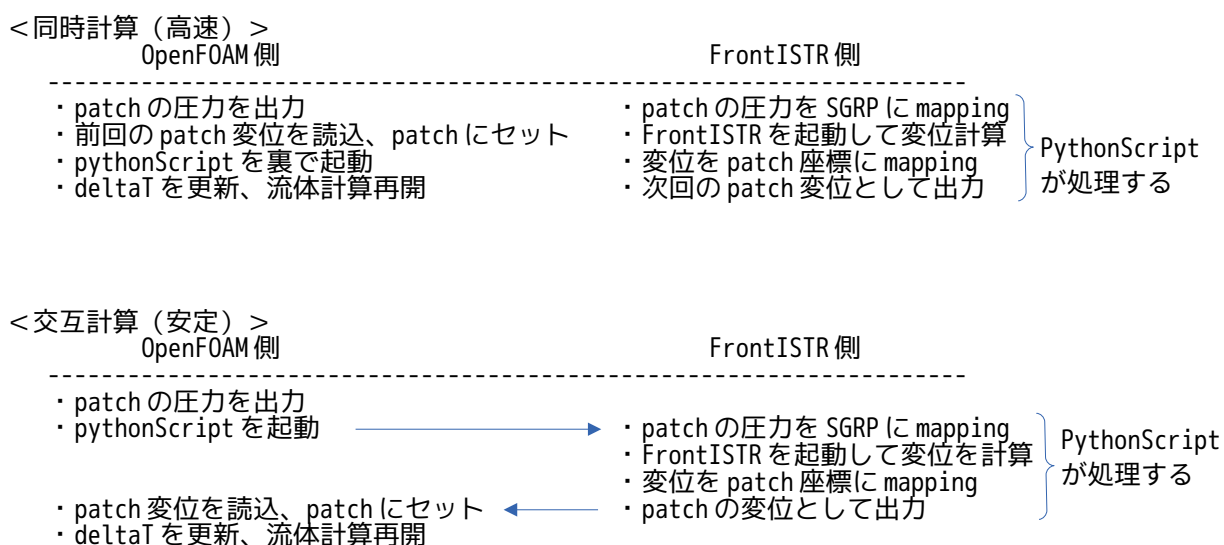 ＜同時計算（高速）＞
OpenFOAM側 FrontISTR側
----------------------------------------------------------------------
・patchの圧力を出力 ・patchの圧力をSGRPにmapping
・前回のpatch変位を読込、patchにセット ・FrontISTRを起動して変位計算
・pythonScriptを裏で起動 ・変位をpatch座標にmapping
・deltaTを更新、流体計算再開 ・次回のpatch変位として出力
PythonScript
が処理する
＜交互計算（安定）＞
OpenFOAM側 FrontISTR側
----------------------------------------------------------------------
・patchの圧力を出力
・pythonScriptを起動 ・patchの圧力をSGRPにmapping
・FrontISTRを起動して変位を計算
・変位をpatch座標にmapping
・patch変位を読込、patchにセット ・patchの変位として出力
・deltaTを更新、流体計算再開
PythonScript
が処理する